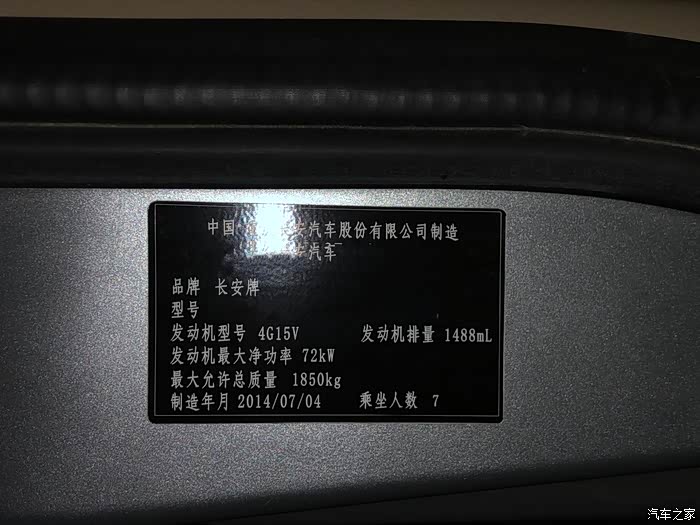 中国 长安汽车股份有限公司制造
汽车
品牌 长安牌
型号
发动机型号 4G15V 发动机排量 1488mL
发动机最大净功率 72kW
最大允许总质量 1850kg
制造年月 2014/07/04 乘坐人数 7
汽车之家